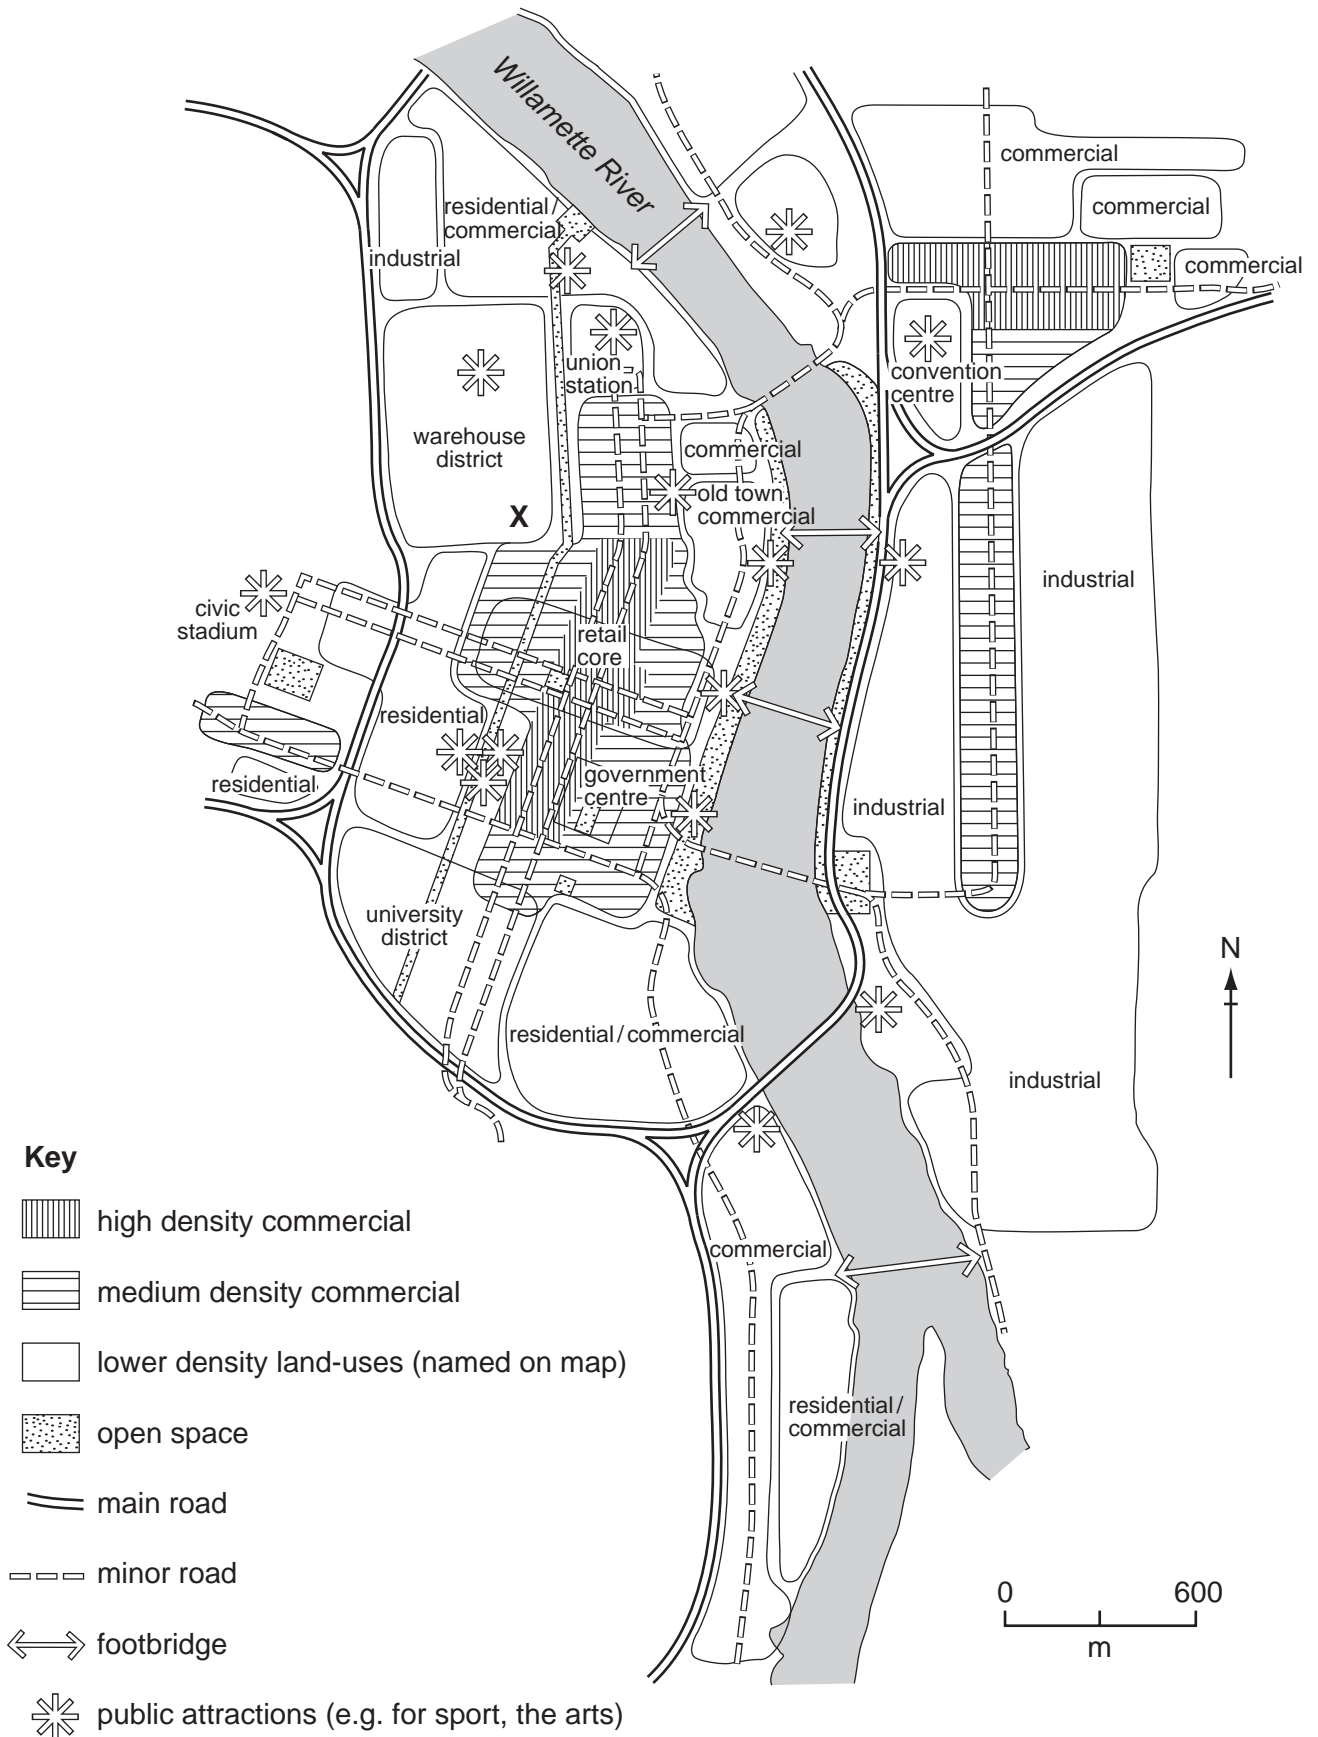 Willamette River
commercial
residential /
commercial
commercial
industrial
commercial
union
station
convention
centre
warehouse
district
commercial
old town
commercial
X
industrial
civic
stadium
retail
core
residential
government
centre
residential
industrial
university
district
N
residential / commercial
industrial
Key
high density commercial
medium density commercial
commercial
lower density land-uses (named on map)
residential /
commercial
open space
main road
minor road
0 600
m
footbridge
public attractions (e.g. for sport, the arts)